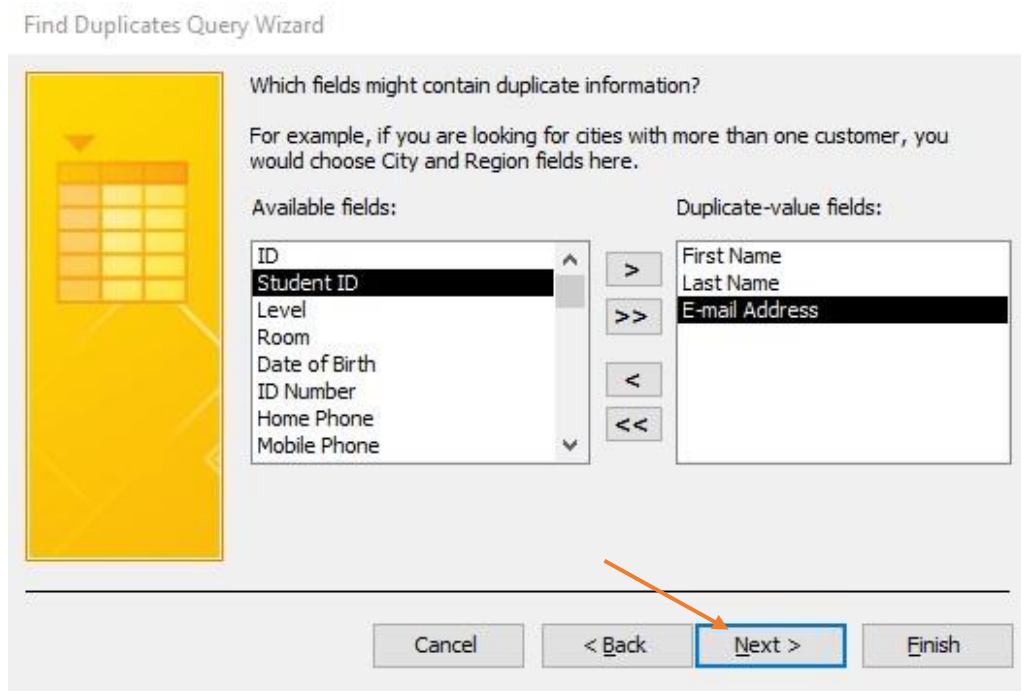 Find Duplicates Query Wizard
Which fields might contain duplicate information?
For example, if you are looking for cities with more than one customer, you
would choose City and Region fields here.
Available fields:
Duplicate-value fields:
ID
Student ID
Level
Room
Date of Birth
ID Number
Home Phone
Mobile Phone
>
>>
<
<<
First Name
Last Name
E-mail Address
Cancel
< Back
Next >
Finish